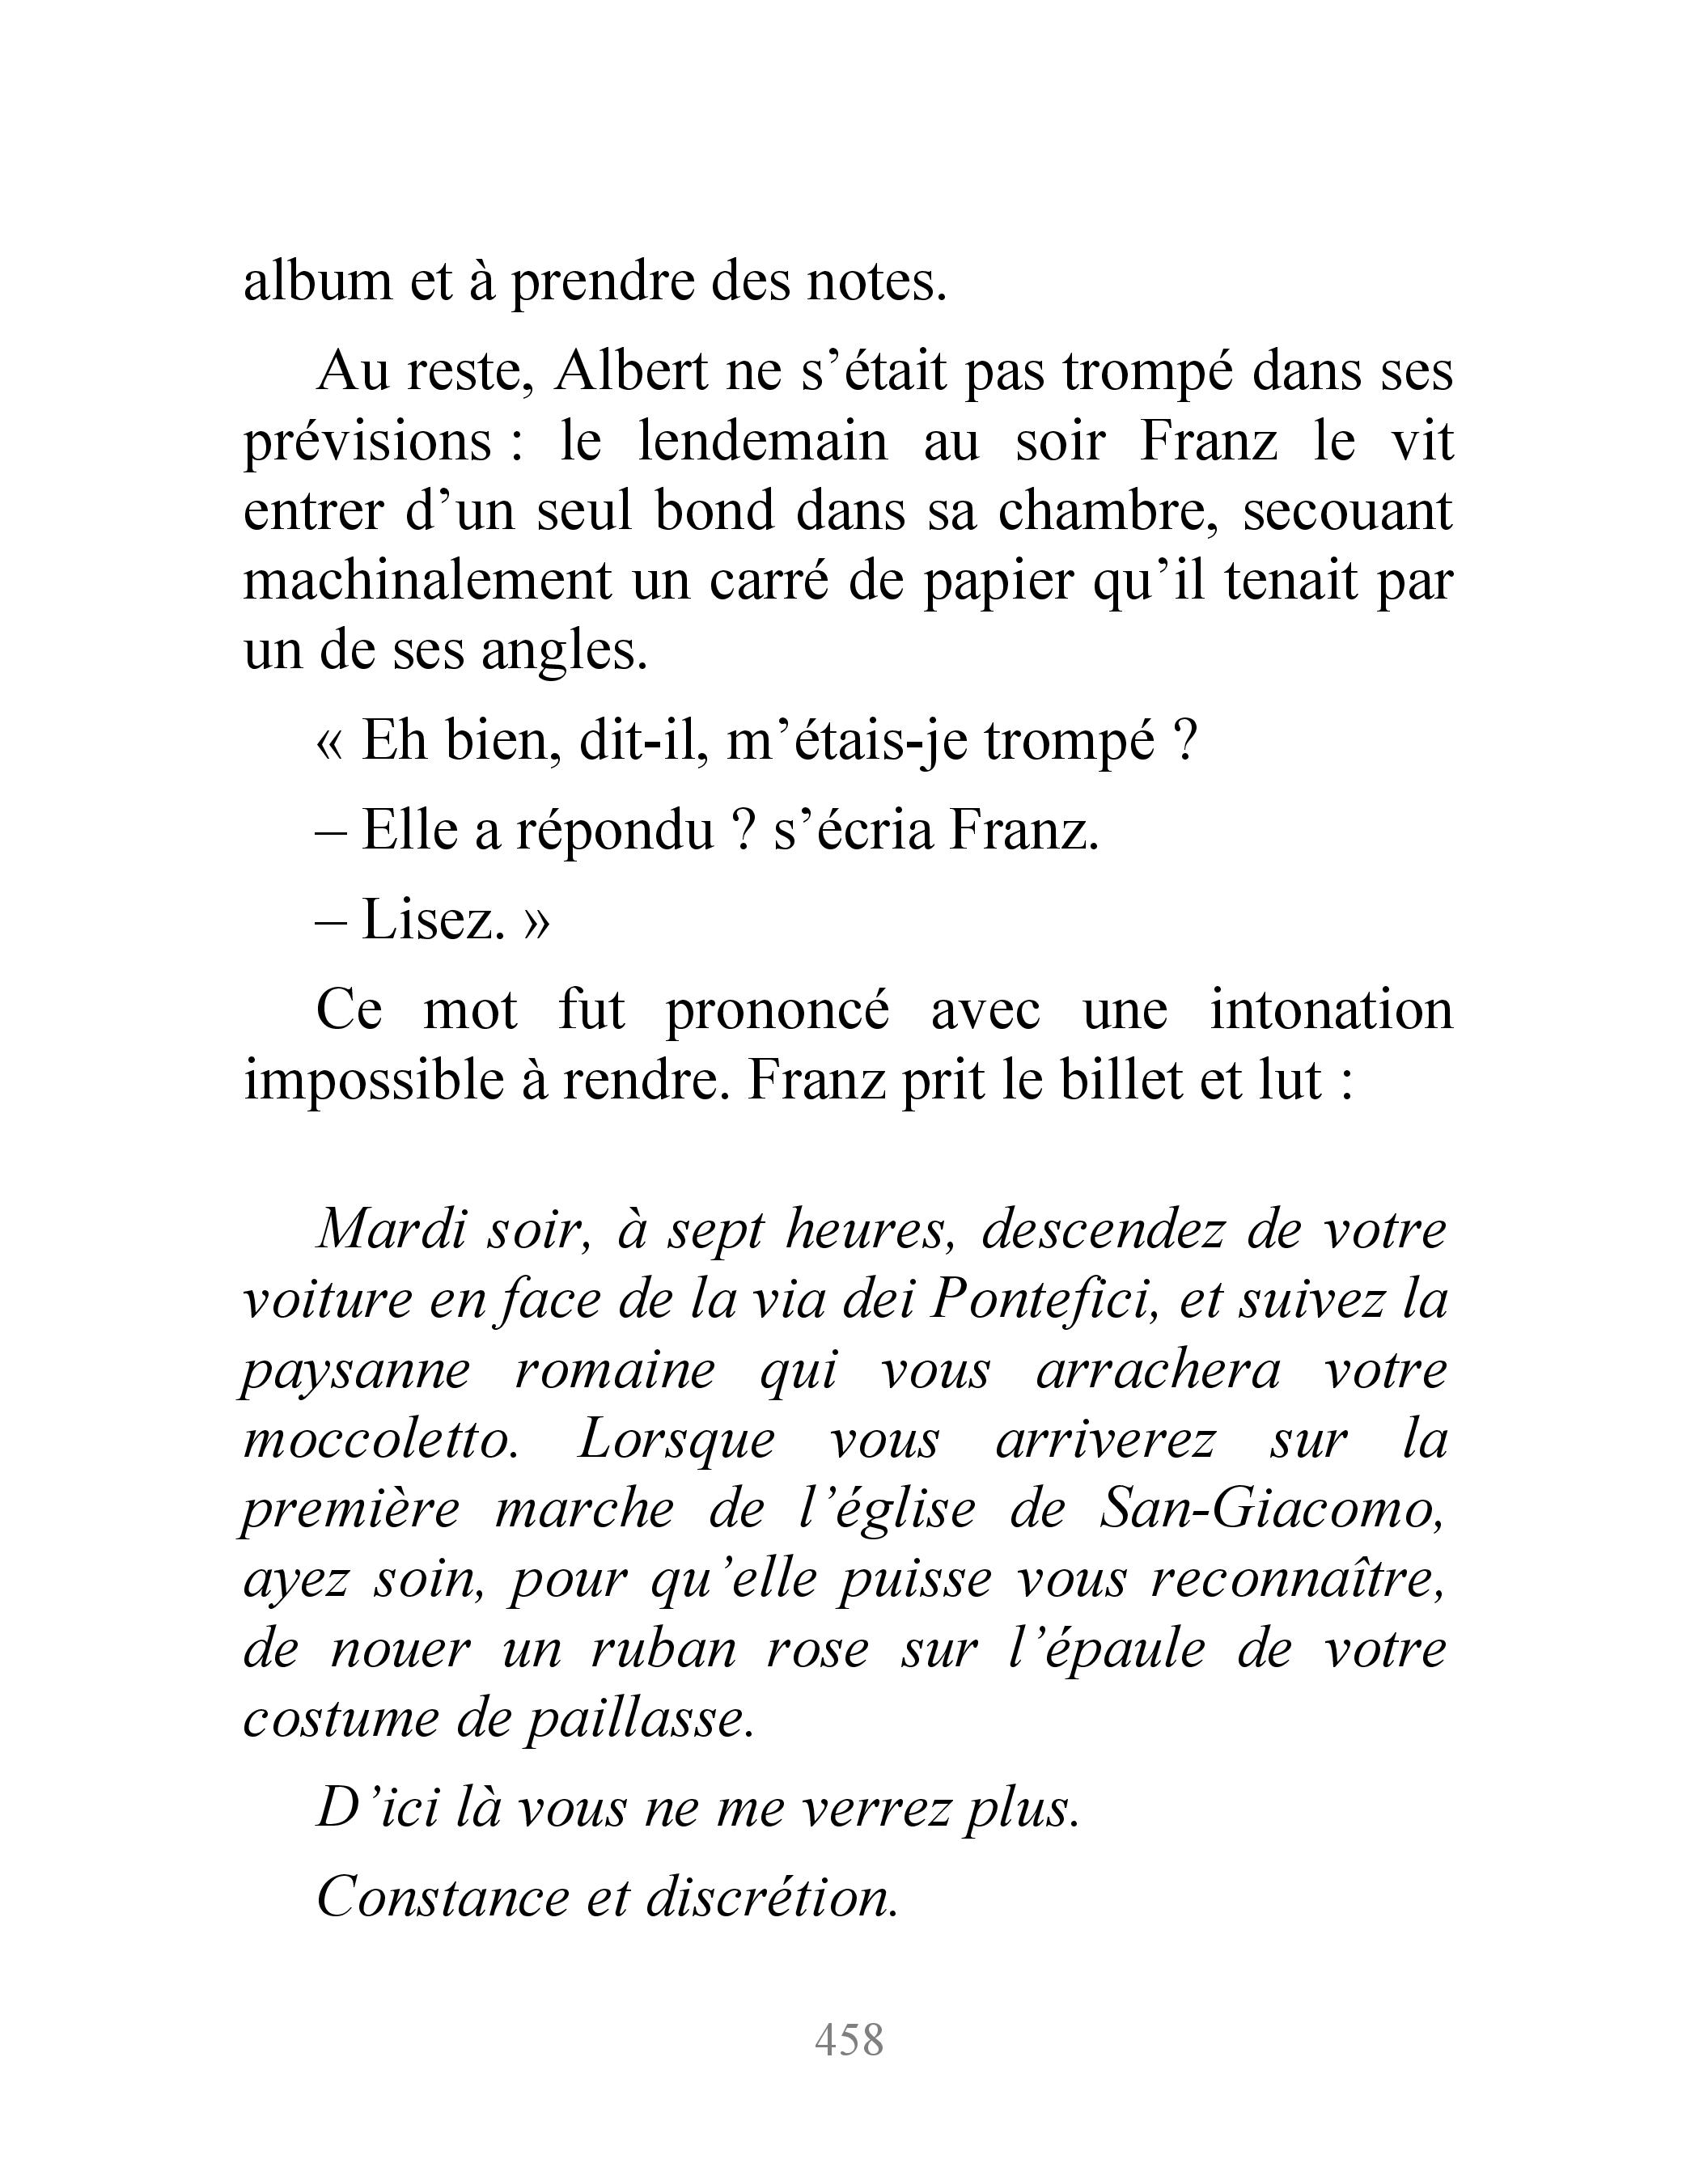 album et à prendre des notes.
Au reste, Albert ne s’était pas trompé dans ses
prévisions : le lendemain au soir Franz le vit
entrer d’un seul bond dans sa chambre, secouant
machinalement un carré de papier qu’il tenait par
un de ses angles.
« Eh bien, dit-il, m’étais-je trompé ?
– Elle a répondu ? s’écria Franz.
– Lisez. »
Ce mot fut prononcé avec une intonation
impossible à rendre. Franz prit le billet et lut :
Mardi soir, à sept heures, descendez de votre
voiture en face de la via dei Pontefici, et suivez la
paysanne romaine qui vous arrachera votre
moccoletto. Lorsque vous arriverez sur la
première marche de l’église de San-Giacomo,
ayez soin, pour qu’elle puisse vous reconnaître,
de nouer un ruban rose sur l’épaule de votre
costume de paillasse.
D’ici là vous ne me verrez plus.
Constance et discrétion.
458